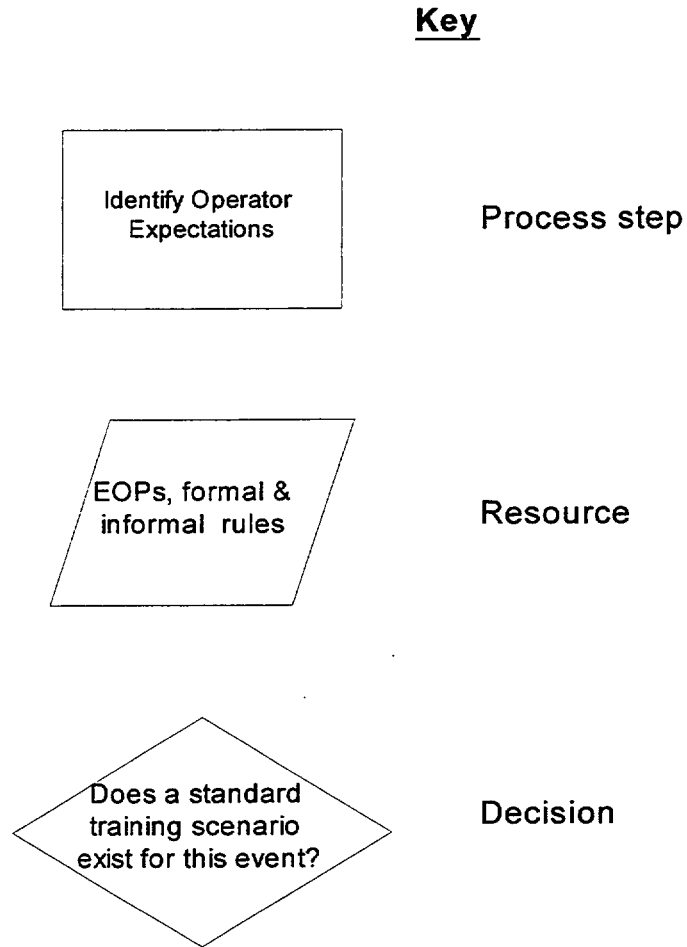 Key
Identify Operator
Expectations
Process step
EOPs, formal &
informal rules
Resource
Does a standard
training scenario
exist for this event?
Decision